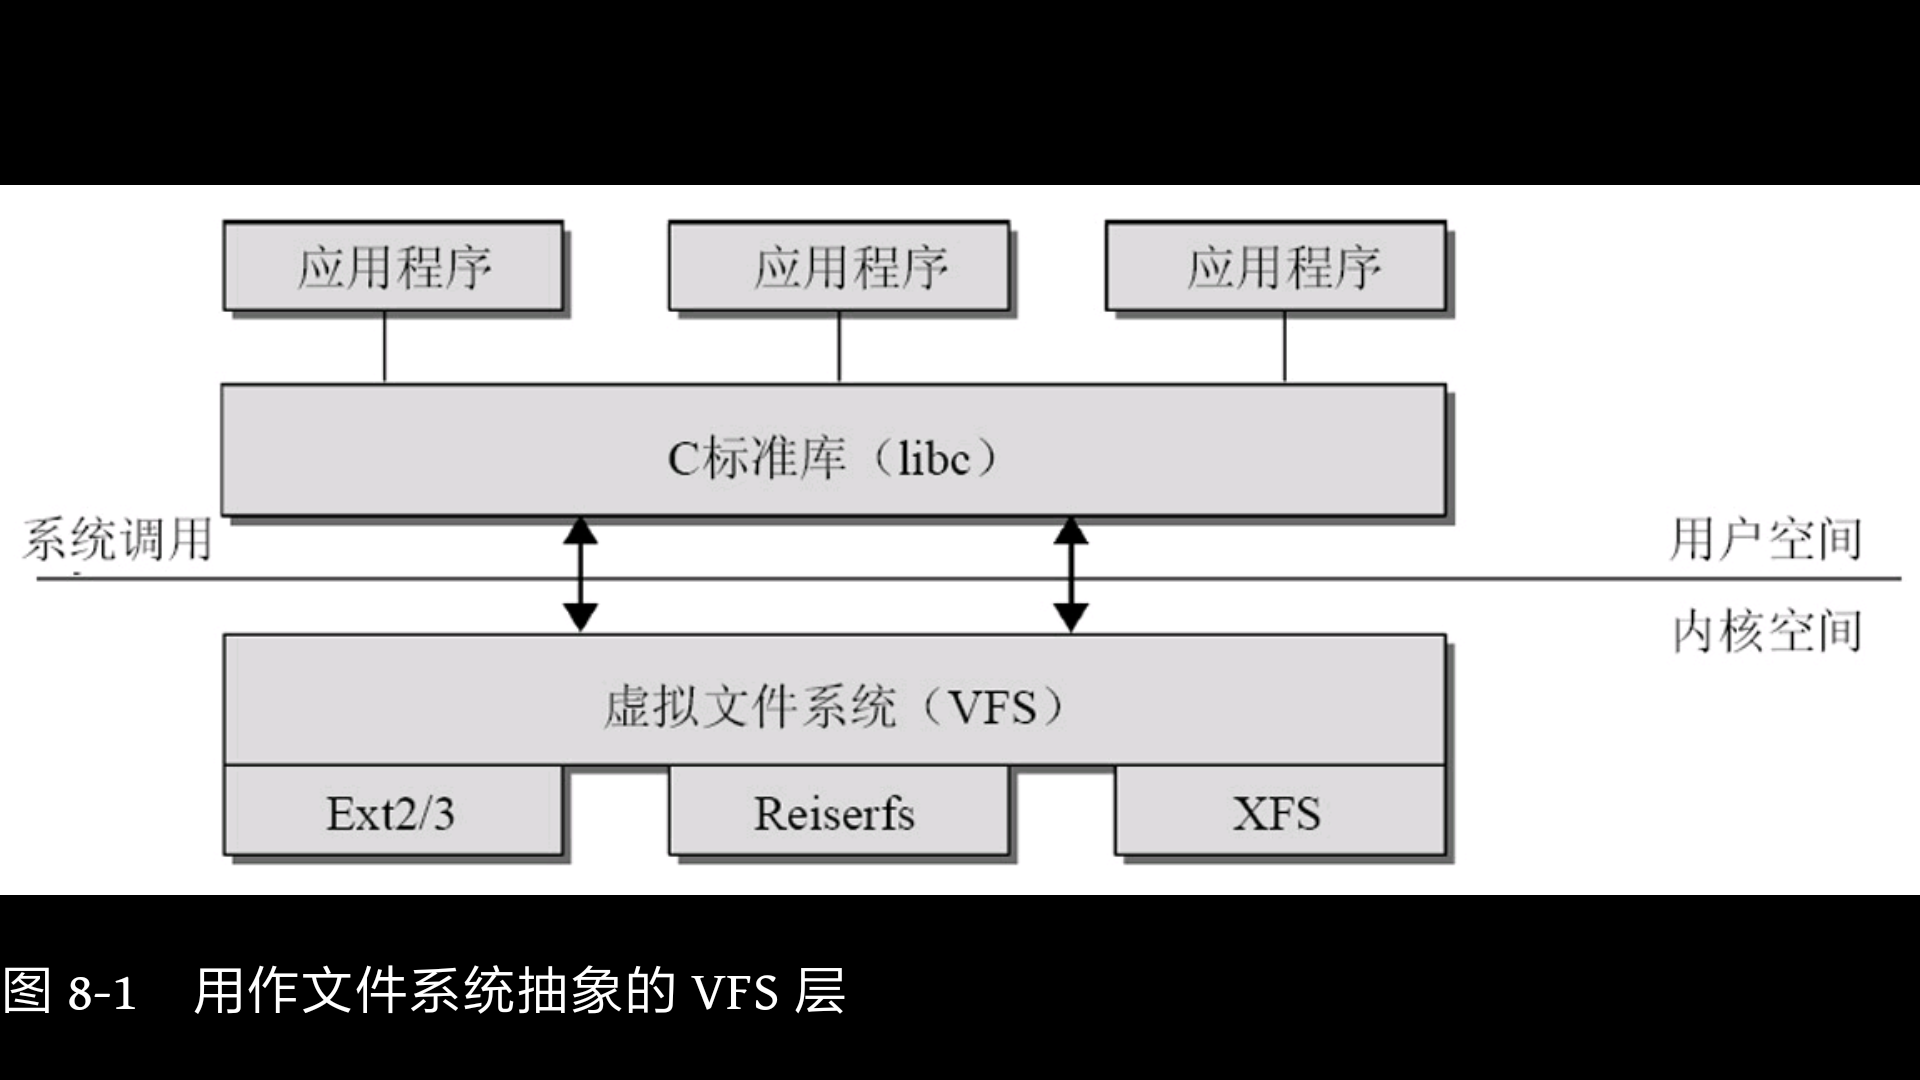 应用程序
应用程序
应用程序
C标准库（libc）
系统调用
用户空间
内核空间
虚拟文件系统（VFS）
Ext2/3
Reiserfs
XFS
图 8-1 用作文件系统抽象的 VFS 层